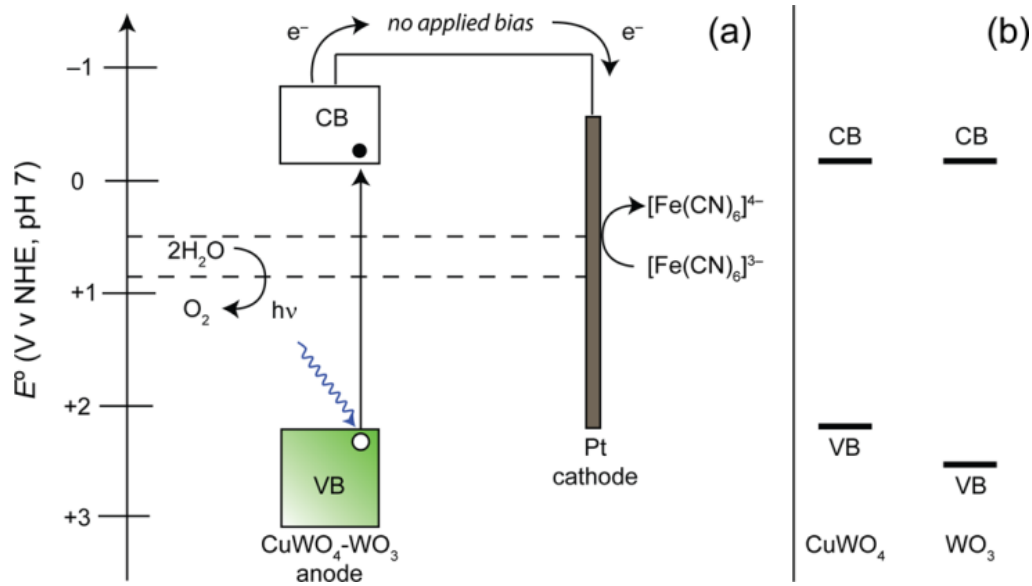 e⁻ no applied bias e⁻ (a) (b)
−1
CB CB CB
0
[Fe(CN)₆]⁴⁻
2H₂O
[Fe(CN)₆]³⁻
+1
O₂ hν
E° (V v NHE, pH 7)
+2
Pt
cathode
VB
VB VB
+3
CuWO₄-WO₃
anode
CuWO₄ WO₃